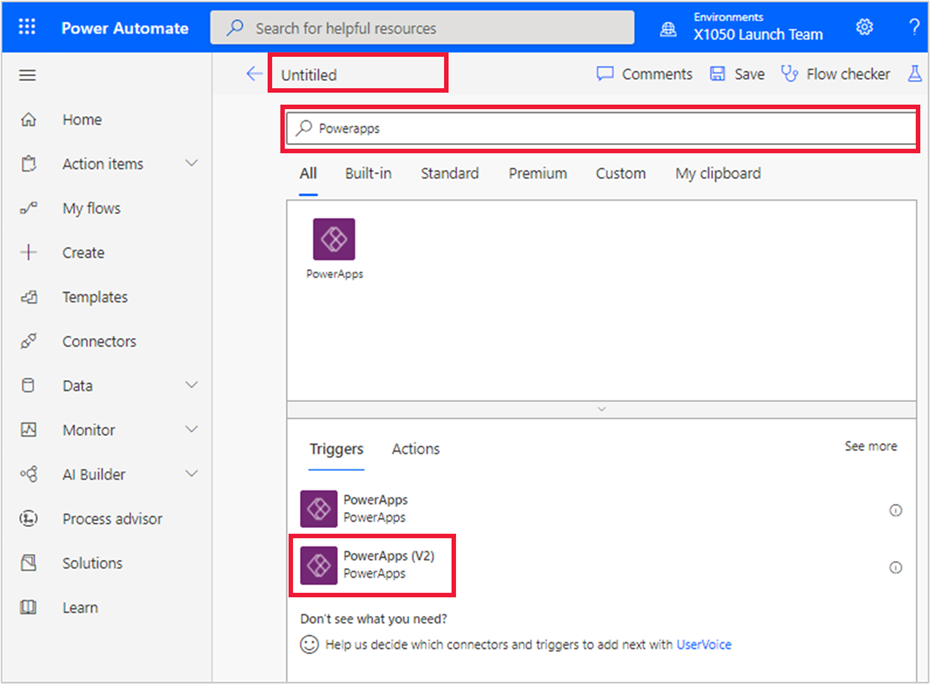 Power Automate
Search for helpful resources
Environments
X1050 Launch Team
?
Untitiled
Comments
Save
Flow checker
Home
Action items
My flows
Create
Templates
Connectors
Data
Monitor
AI Builder
Process advisor
Solutions
Learn
Powerapps
All Built-in Standard Premium Custom My clipboard
PowerApps
Triggers Actions See more
PowerApps
PowerApps
PowerApps (V2)
PowerApps
Don't see what you need?
Help us decide which connectors and triggers to add next with UserVoice